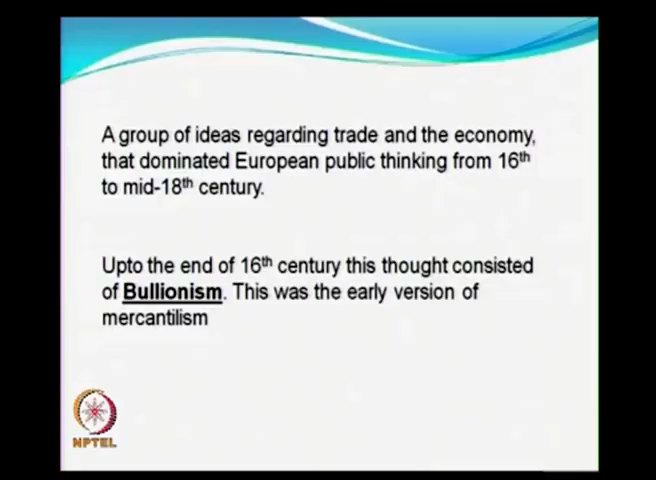 A group of ideas regarding trade and the economy,
that dominated European public thinking from 16th
to mid-18th century.
Upto the end of 16th century this thought consisted
of Bullionism. This was the early version of
mercantilism
NPTEL